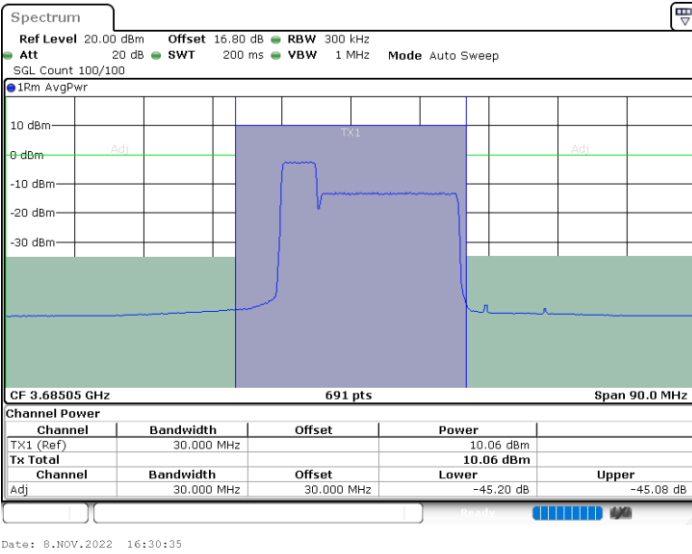 Spectrum
Ref Level 20.00 dBm Offset 16.80 dB RBW 300 kHz
Att 20 dB SWT 200 ms VBW 1 MHz Mode Auto Sweep
SGL Count 100/100
1Rm AvgPwr
10 dBm
TX1
Adj
Adj
0 dBm
-10 dBm
-20 dBm
-30 dBm
CF 3.68505 GHz 691 pts Span 90.0 MHz
Channel Power
Channel Bandwidth Offset Power
TX1 (Ref) 30.000 MHz 10.06 dBm
Tx Total 10.06 dBm
Channel Bandwidth Offset Lower Upper
Adj 30.000 MHz 30.000 MHz -45.20 dB -45.08 dB
Ready
Date: 8.NOV.2022 16:30:35